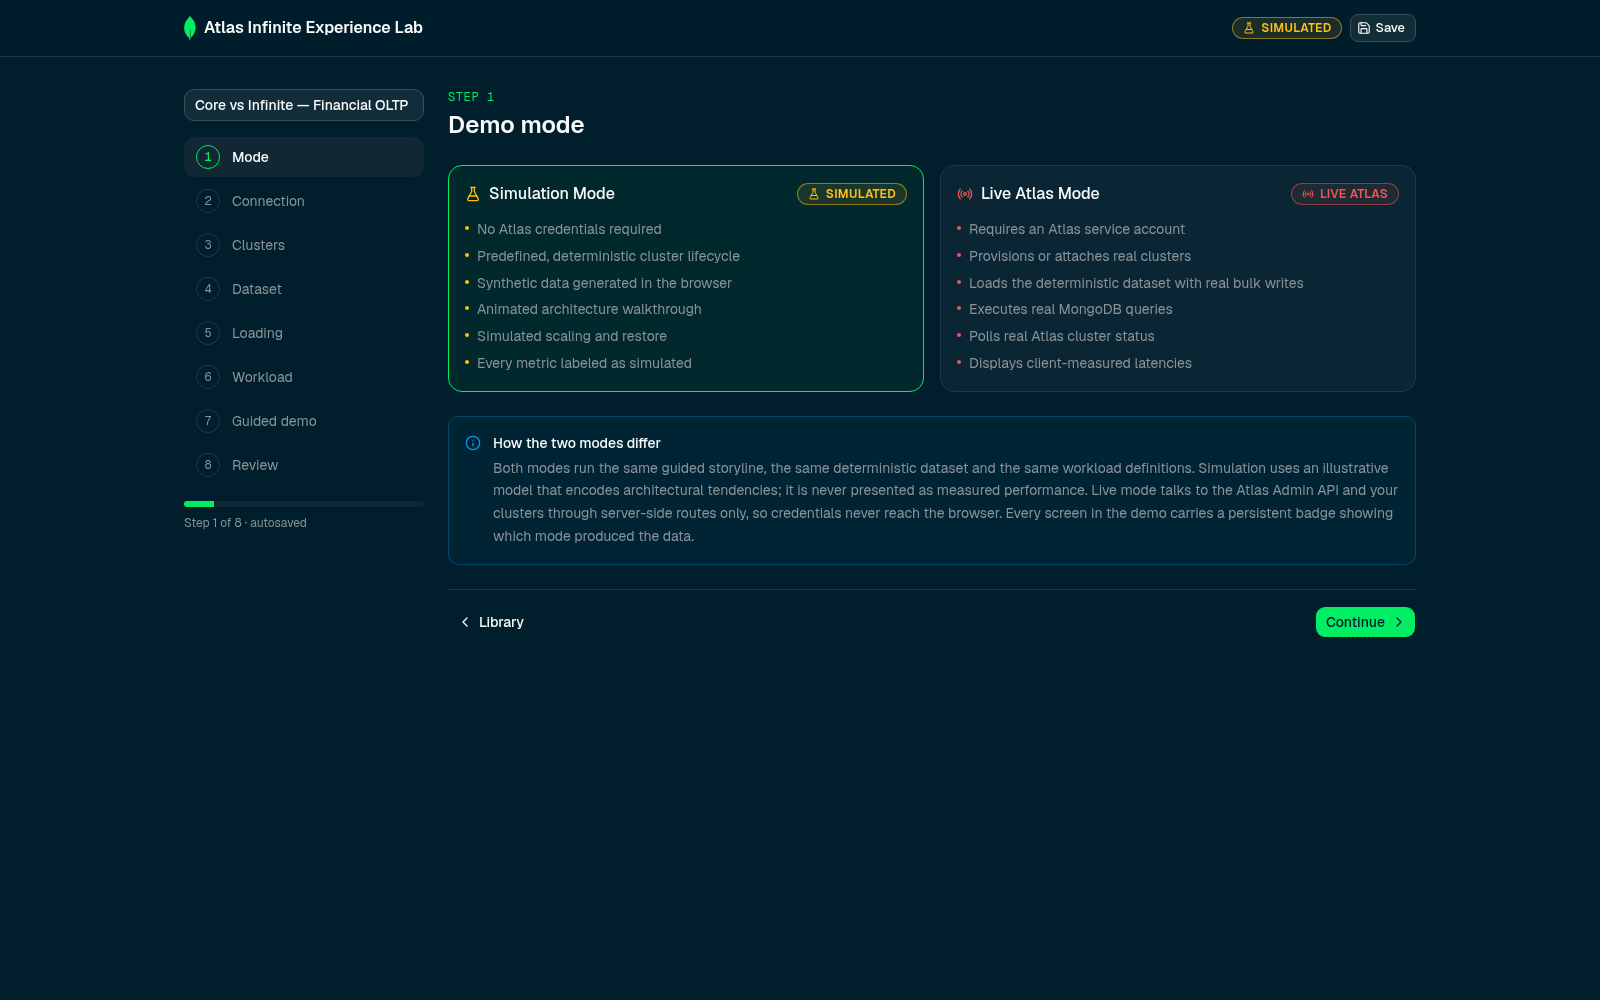 Atlas Infinite Experience Lab
SIMULATED
Save
Core vs Infinite — Financial OLTP
1 Mode
2 Connection
3 Clusters
4 Dataset
5 Loading
6 Workload
7 Guided demo
8 Review
Step 1 of 8 · autosaved
STEP 1
Demo mode
Simulation Mode
SIMULATED
• No Atlas credentials required
• Predefined, deterministic cluster lifecycle
• Synthetic data generated in the browser
• Animated architecture walkthrough
• Simulated scaling and restore
• Every metric labeled as simulated
Live Atlas Mode
LIVE ATLAS
• Requires an Atlas service account
• Provisions or attaches real clusters
• Loads the deterministic dataset with real bulk writes
• Executes real MongoDB queries
• Polls real Atlas cluster status
• Displays client-measured latencies
How the two modes differ
Both modes run the same guided storyline, the same deterministic dataset and the same workload definitions. Simulation uses an illustrative
model that encodes architectural tendencies; it is never presented as measured performance. Live mode talks to the Atlas Admin API and your
clusters through server-side routes only, so credentials never reach the browser. Every screen in the demo carries a persistent badge showing
which mode produced the data.
Library
Continue